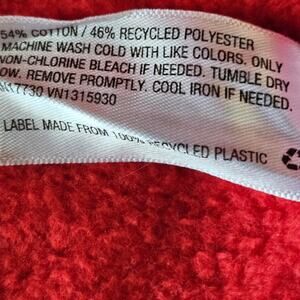 54% COTTON / 46% RECYCLED POLYESTER
MACHINE WASH COLD WITH LIKE COLORS. ONLY
NON-CHLORINE BLEACH IF NEEDED. TUMBLE DRY
LOW. REMOVE PROMPTLY. COOL IRON IF NEEDED.
VN1315930
LABEL MADE FROM 100% RECYCLED PLASTIC